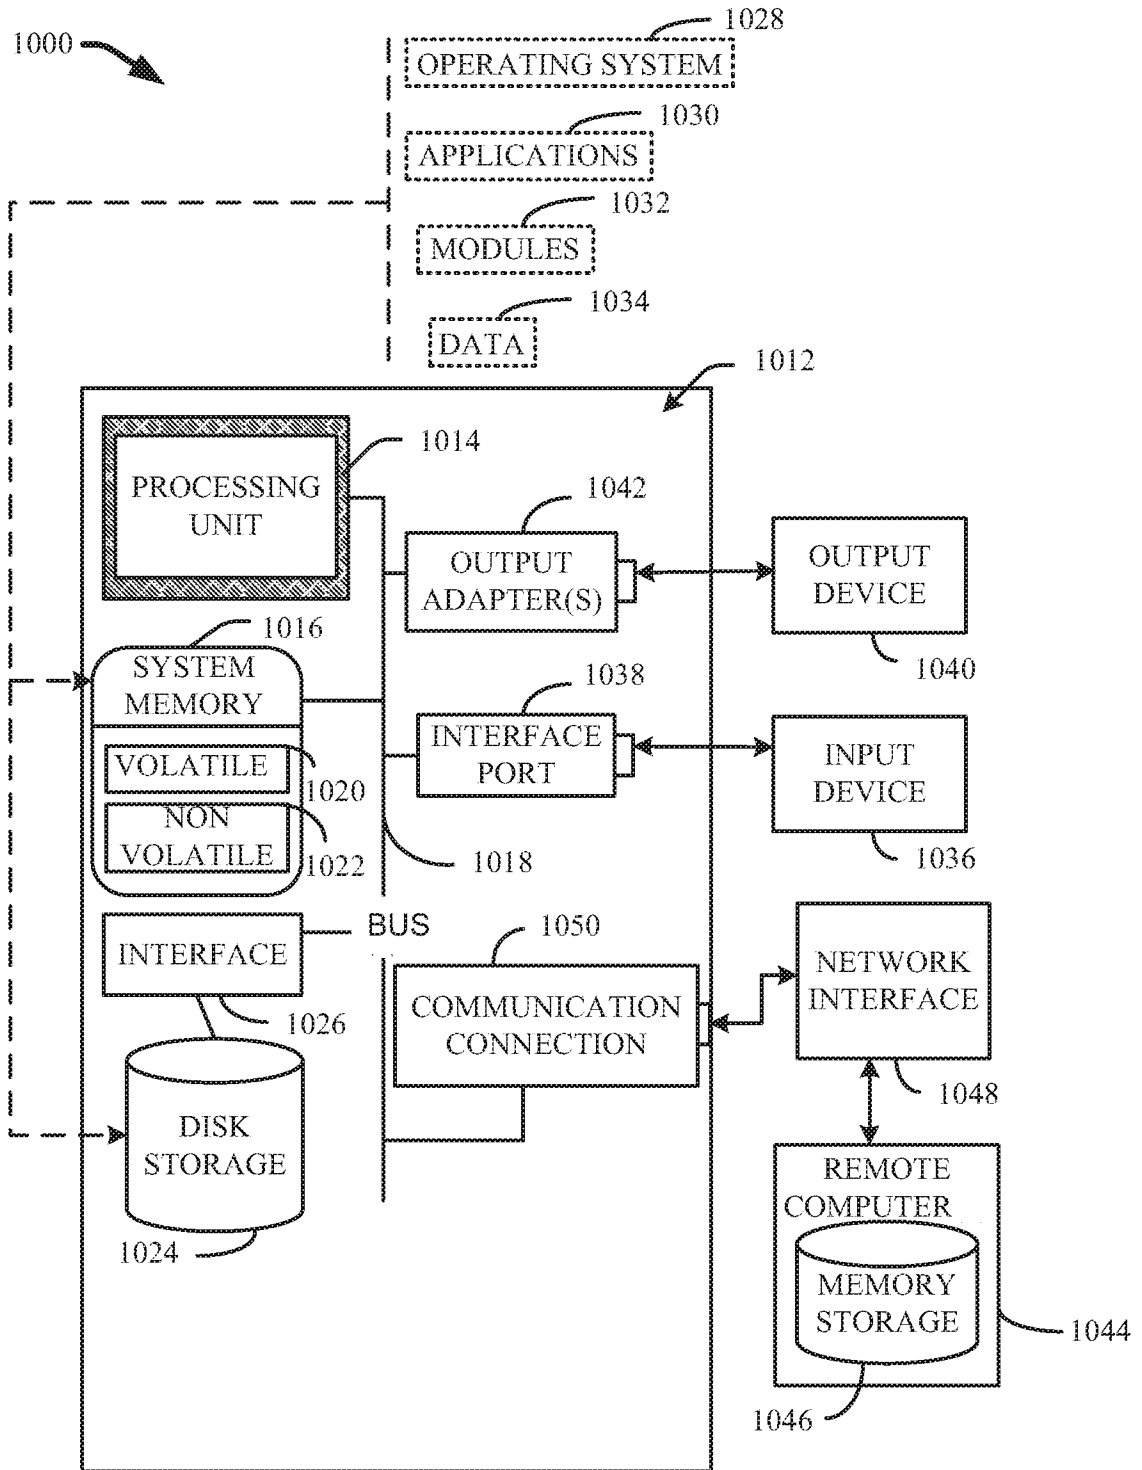 1028
1000
OPERATING SYSTEM
1030
APPLICATIONS
1032
MODULES
1034
DATA
1012
1014
PROCESSING
UNIT
1042
OUTPUT
ADAPTER(S)
OUTPUT
DEVICE
1016
1040
SYSTEM
MEMORY
1038
INTERFACE
PORT
INPUT
DEVICE
VOLATILE
1020
NON
VOLATILE
1022
1018
1036
BUS
1050
INTERFACE
NETWORK
INTERFACE
COMMUNICATION
CONNECTION
1026
1048
DISK
STORAGE
REMOTE
COMPUTER
1024
MEMORY
STORAGE
1044
1046